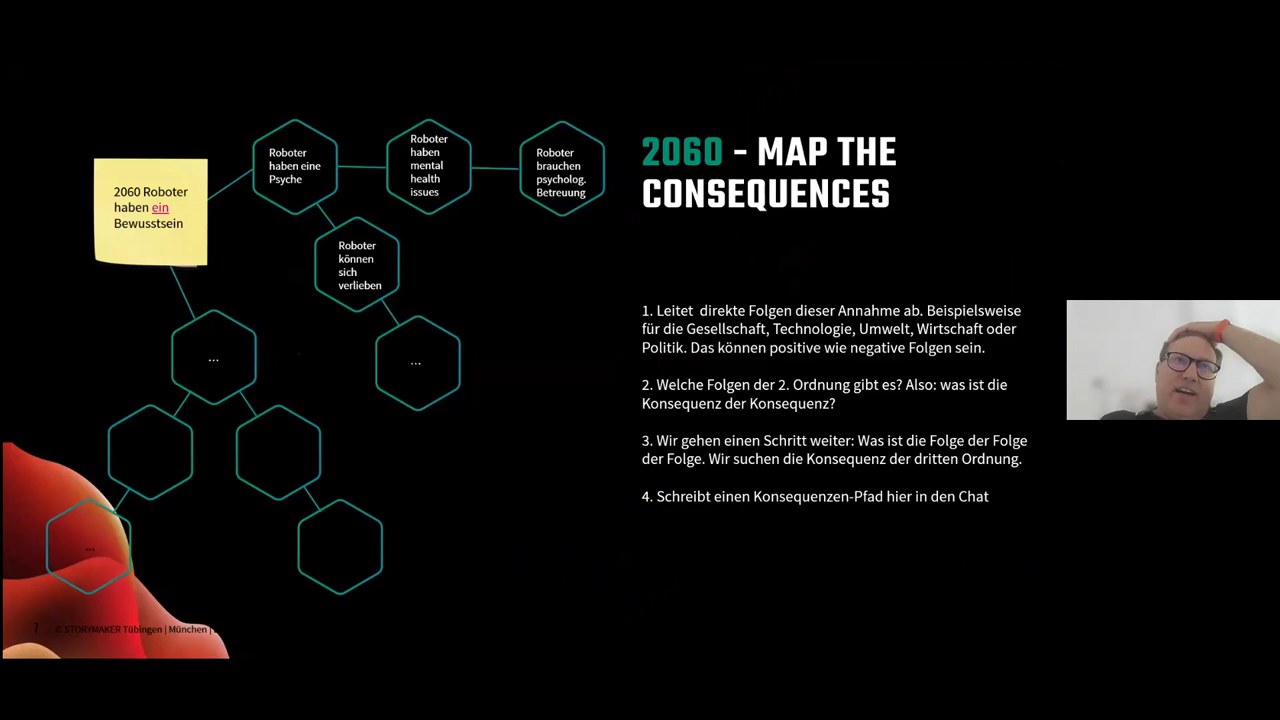 2060 Roboter
haben ein
Bewusstsein
Roboter
haben eine
Psyche
Roboter
haben
mental
health
issues
Roboter
brauchen
psycholog.
Betreuung
Roboter
können
sich
verlieben
...
...
...
2060 - MAP THE
CONSEQUENCES
1. Leitet direkte Folgen dieser Annahme ab. Beispielsweise
für die Gesellschaft, Technologie, Umwelt, Wirtschaft oder
Politik. Das können positive wie negative Folgen sein.
2. Welche Folgen der 2. Ordnung gibt es? Also: was ist die
Konsequenz der Konsequenz?
3. Wir gehen einen Schritt weiter: Was ist die Folge der Folge
der Folge. Wir suchen die Konsequenz der dritten Ordnung.
4. Schreibt einen Konsequenzen-Pfad hier in den Chat
7 © STORYMAKER Tübingen | München |